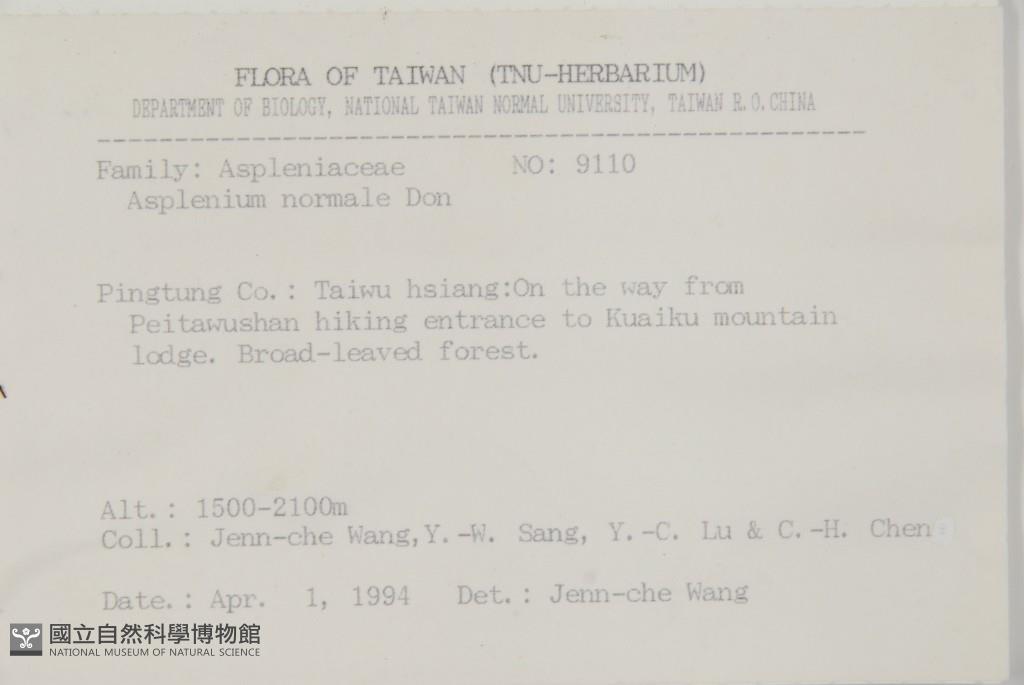 FLORA OF TAIWAN (TNU-HERBARIUM)
DEPARTMENT OF BIOLOGY, NATIONAL TAIWAN NORMAL UNIVERSITY, TAIWAN R.O.CHINA
Family: Aspleniaceae NO: 9110
Asplenium normale Don
Pingtung Co.: Taiwu hsiang:On the way from
Peitawushan hiking entrance to Kuaiku mountain
lodge. Broad-leaved forest.
Alt.: 1500-2100m
Coll.: Jenn-che Wang,Y.-W. Sang, Y.-C. Lu & C.-H. Chen
Date.: Apr. 1, 1994 Det.: Jenn-che Wang
國立自然科學博物館
NATIONAL MUSEUM OF NATURAL SCIENCE